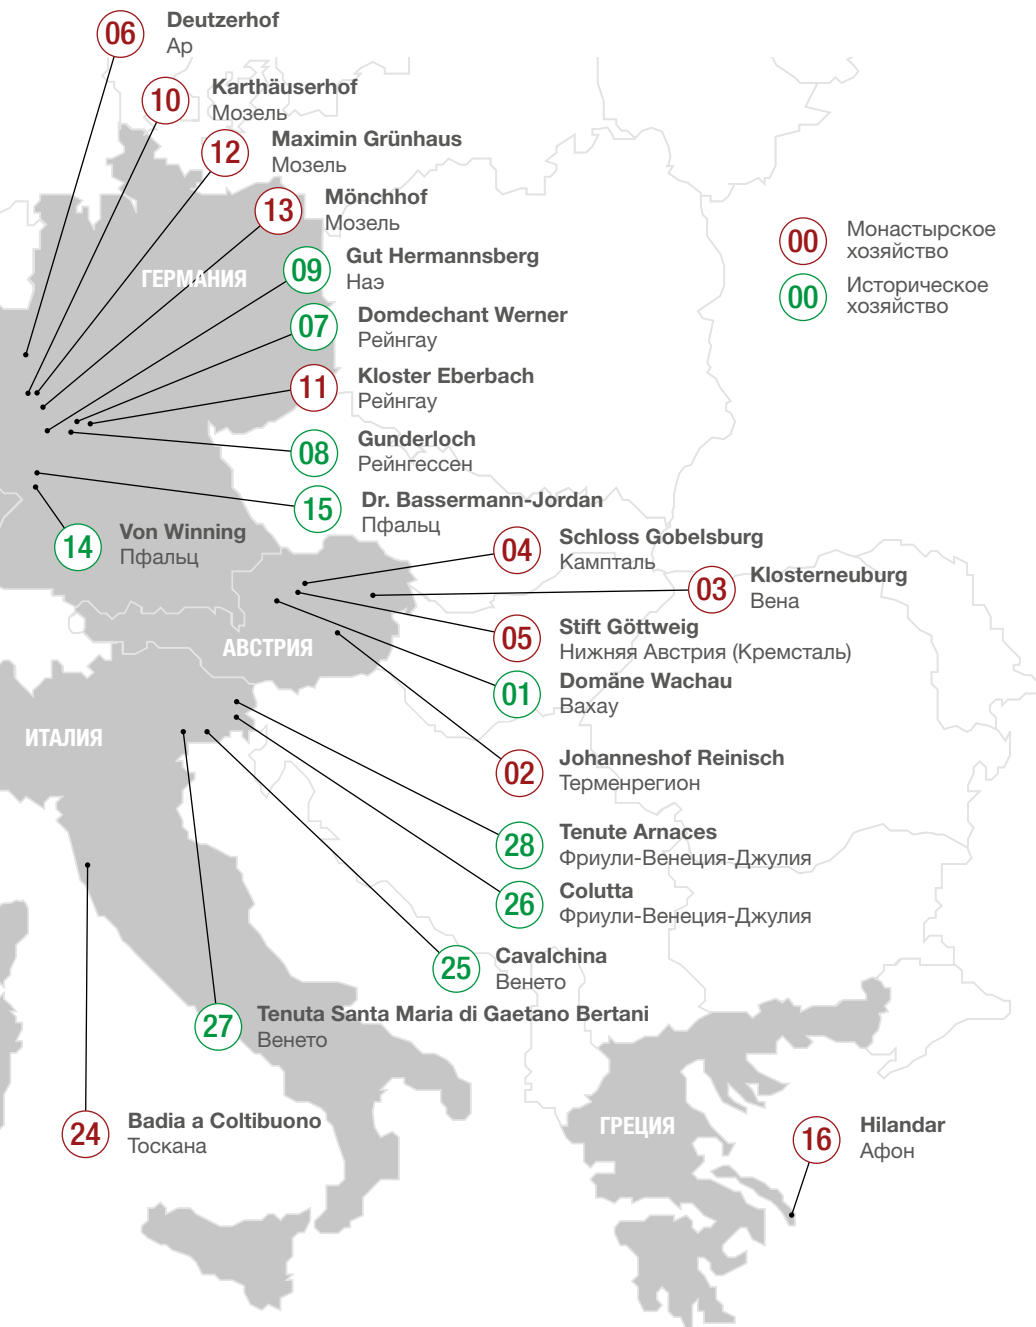 06
Deutzerhof
Ар
10
Karthäuserhof
Мозель
12
Maximin Grünhaus
Мозель
13
Mönchhof
Мозель
00
Монастырское
хозяйство
09
Gut Hermannsberg
Наэ
ГЕРМАНИЯ
00
Историческое
хозяйство
07
Domdechant Werner
Рейнгау
11
Kloster Eberbach
Рейнгау
08
Gunderloch
Рейнгессен
15
Dr. Bassermann-Jordan
Пфальц
14
Von Winning
Пфальц
04
Schloss Gobelsburg
Кампталь
03
Klosterneuburg
Вена
05
Stift Göttweig
Нижняя Австрия (Кремсталь)
АВСТРИЯ
01
Domäne Wachau
Вахау
ИТАЛИЯ
02
Johanneshof Reinisch
Терменрегион
28
Tenute Arnaces
Фриули-Венеция-Джулия
26
Colutta
Фриули-Венеция-Джулия
25
Cavalchina
Венето
27
Tenuta Santa Maria di Gaetano Bertani
Венето
24
Badia a Coltibuono
Тоскана
ГРЕЦИЯ
16
Hilandar
Афон